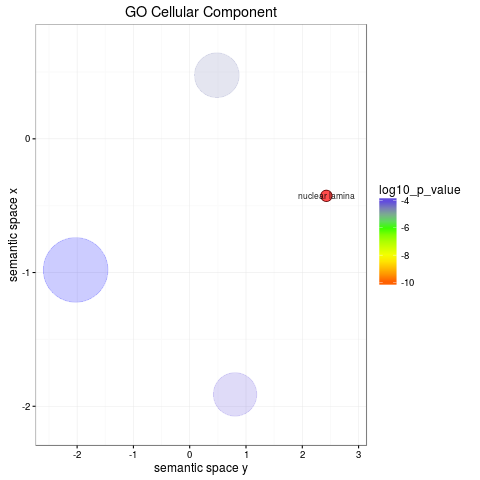 GO Cellular Component
semantic space x
0
-1
-2
nuclear lamina
-2 -1 0 1 2 3
semantic space y
log10_p_value
-4
-6
-8
-10